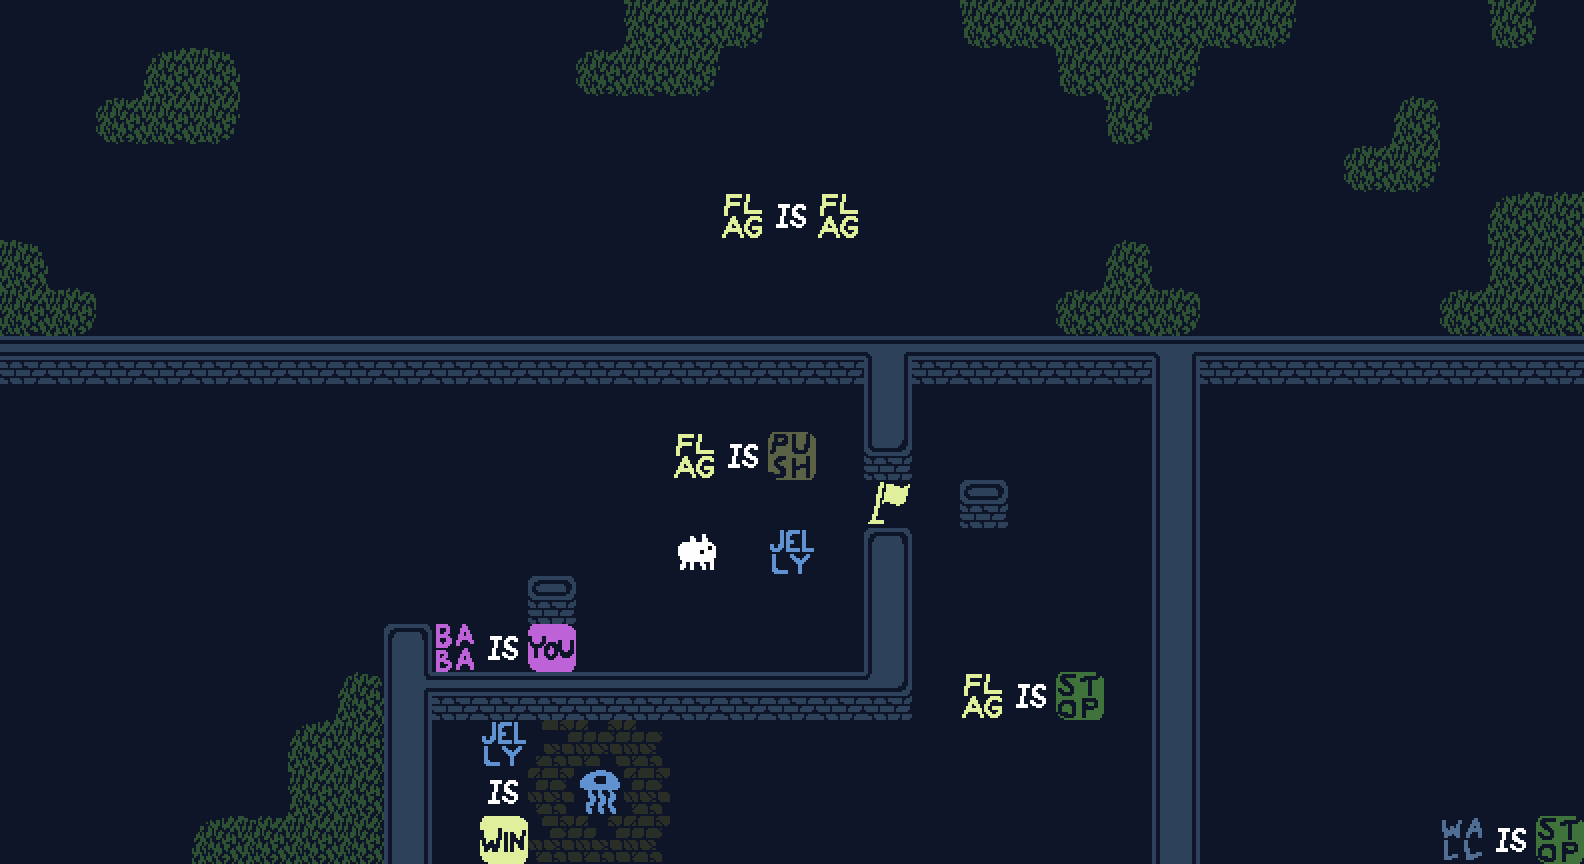 FLAG IS FLAG
FLAG IS PUSH
JELLY
BABA IS YOU
FLAG IS STOP
JELLY
IS
WIN
WALL IS STOP